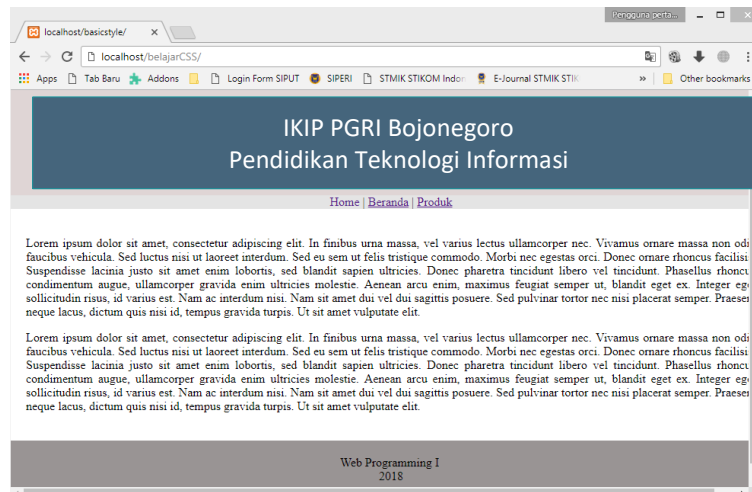 Pengguna perta...
localhost/basicstyle/
localhost/belajarCSS/
Apps Tab Baru Addons Login Form SIPUT SIPERI STMIK STIKOM Indon E-Journal STMIK STIK » Other bookmarks
IKIP PGRI Bojonegoro
Pendidikan Teknologi Informasi
Home | Beranda | Produk
Lorem ipsum dolor sit amet, consectetur adipiscing elit. In finibus urna massa, vel varius lectus ullamcorper nec. Vivamus ornare massa non odi
faucibus vehicula. Sed luctus nisi ut laoreet interdum. Sed eu sem ut felis tristique commodo. Morbi nec egestas orci. Donec ornare rhoncus facilisi
Suspendisse lacinia justo sit amet enim lobortis, sed blandit sapien ultricies. Donec pharetra tincidunt libero vel tincidunt. Phasellus rhoncu
condimentum augue, ullamcorper gravida enim ultricies molestie. Aenean arcu enim, maximus feugiat semper ut, blandit eget ex. Integer ege
sollicitudin risus, id varius est. Nam ac interdum nisi. Nam sit amet dui vel dui sagittis posuere. Sed pulvinar tortor nec nisi placerat semper. Praesen
neque lacus, dictum quis nisi id, tempus gravida turpis. Ut sit amet vulputate elit.
Lorem ipsum dolor sit amet, consectetur adipiscing elit. In finibus urna massa, vel varius lectus ullamcorper nec. Vivamus ornare massa non odi
faucibus vehicula. Sed luctus nisi ut laoreet interdum. Sed eu sem ut felis tristique commodo. Morbi nec egestas orci. Donec ornare rhoncus facilisi
Suspendisse lacinia justo sit amet enim lobortis, sed blandit sapien ultricies. Donec pharetra tincidunt libero vel tincidunt. Phasellus rhoncu
condimentum augue, ullamcorper gravida enim ultricies molestie. Aenean arcu enim, maximus feugiat semper ut, blandit eget ex. Integer ege
sollicitudin risus, id varius est. Nam ac interdum nisi. Nam sit amet dui vel dui sagittis posuere. Sed pulvinar tortor nec nisi placerat semper. Praesen
neque lacus, dictum quis nisi id, tempus gravida turpis. Ut sit amet vulputate elit.
Web Programming I
2018